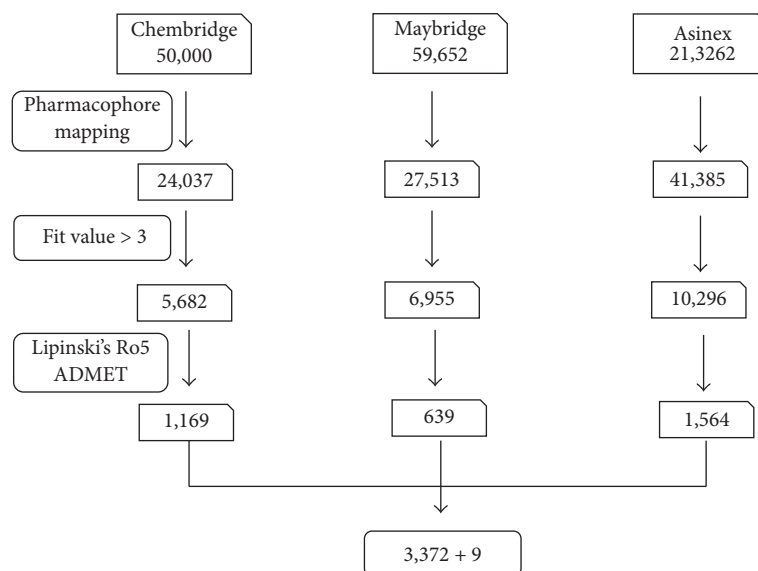 Chembridge
50,000
Maybridge
59,652
Asinex
21,3262
Pharmacophore
mapping
24,037
27,513
41,385
Fit value > 3
5,682
6,955
10,296
Lipinski's Ro5
ADMET
1,169
639
1,564
3,372 + 9